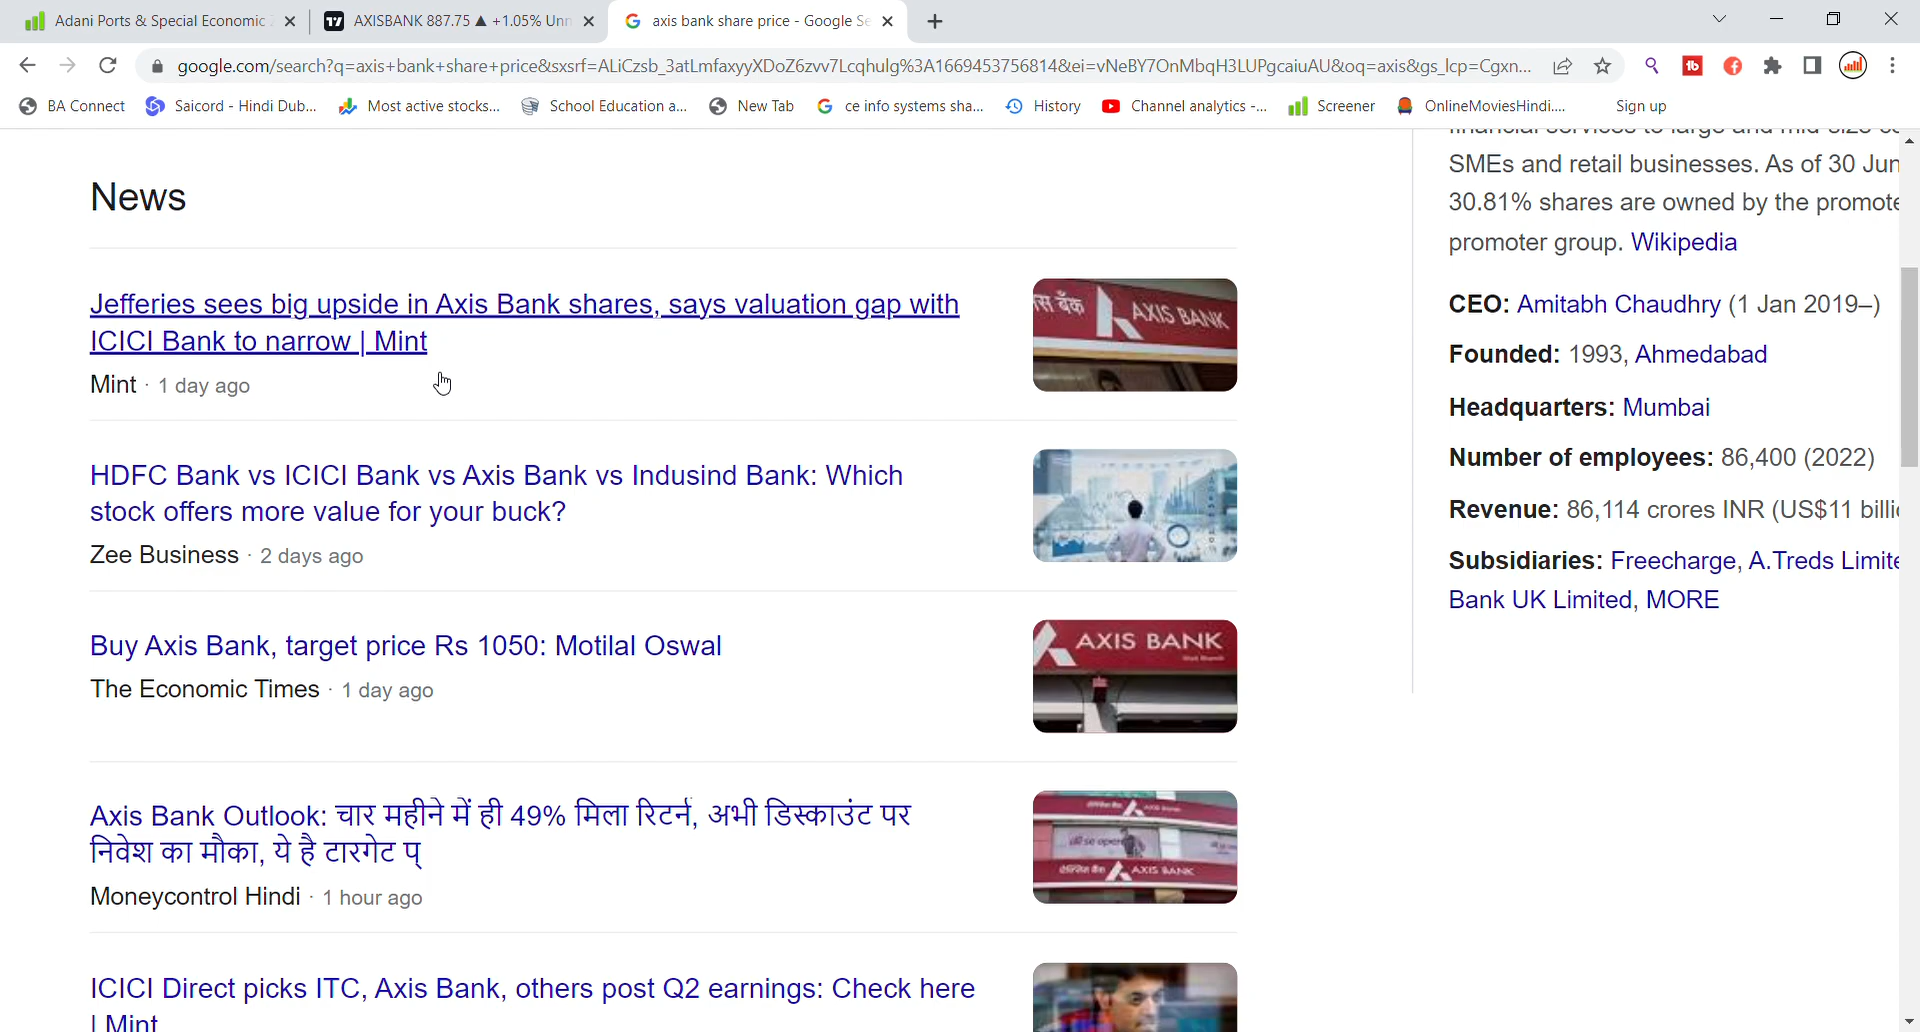 Adani Ports & Special Economic
AXISBANK 887.75 ▲ +1.05% Unn
axis bank share price - Google Se
google.com/search?q=axis+bank+share+price&sxsrf=ALiCzsb_3atLmfaxyyXDoZ6zvv7Lcqhulg%3A1669453756814&ei=vNeBY7OnMbqH3LUPgcaiuAU&oq=axis&gs_lcp=Cgxn...
BA Connect
Saicord - Hindi Dub...
Most active stocks...
School Education a...
New Tab
ce info systems sha...
History
Channel analytics -...
Screener
OnlineMoviesHindi....
Sign up
News
Jefferies sees big upside in Axis Bank shares, says valuation gap with
ICICI Bank to narrow | Mint
Mint · 1 day ago
AXIS BANK
HDFC Bank vs ICICI Bank vs Axis Bank vs Indusind Bank: Which
stock offers more value for your buck?
Zee Business · 2 days ago
Buy Axis Bank, target price Rs 1050: Motilal Oswal
The Economic Times · 1 day ago
AXIS BANK
Axis Bank Outlook: चार महीने में ही 49% मिला रिटर्न, अभी डिस्काउंट पर
निवेश का मौका, ये है टारगेट प्
Moneycontrol Hindi · 1 hour ago
AXIS BANK
ICICI Direct picks ITC, Axis Bank, others post Q2 earnings: Check here
| Mint
SMEs and retail businesses. As of 30 Jun
30.81% shares are owned by the promote
promoter group. Wikipedia
CEO: Amitabh Chaudhry (1 Jan 2019–)
Founded: 1993, Ahmedabad
Headquarters: Mumbai
Number of employees: 86,400 (2022)
Revenue: 86,114 crores INR (US$11 billi
Subsidiaries: Freecharge, A.Treds Limite
Bank UK Limited, MORE